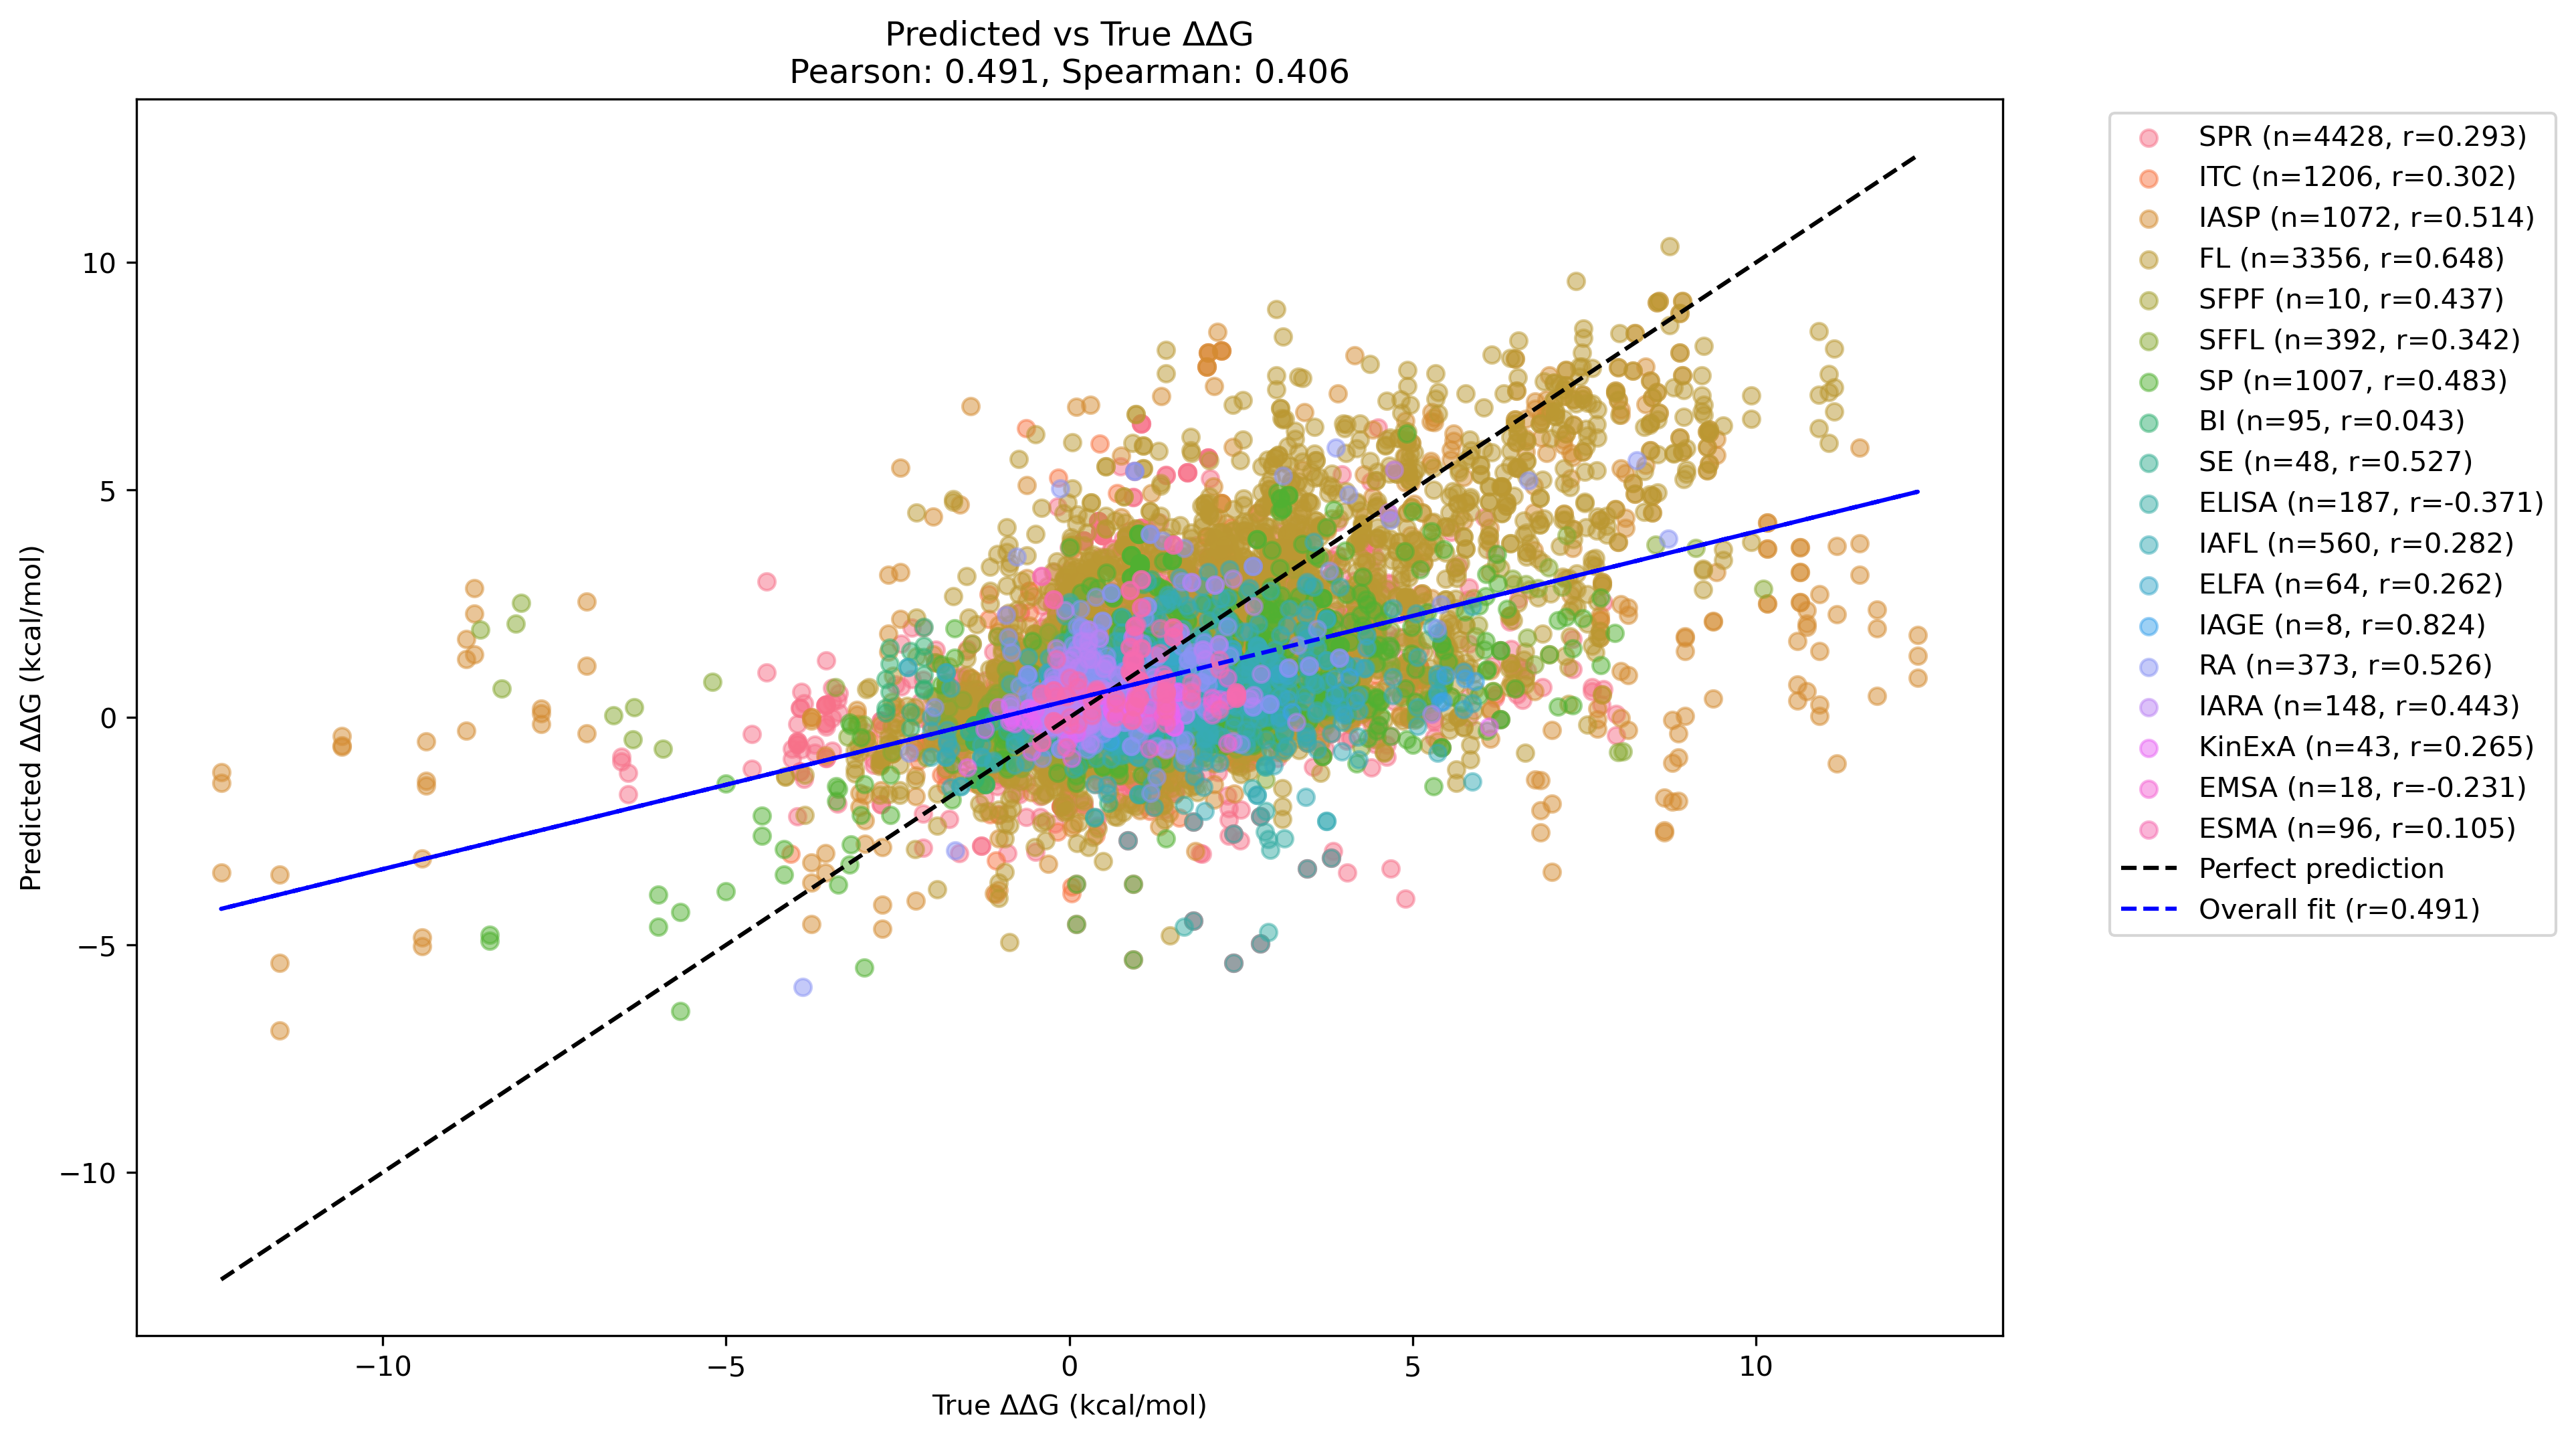 Predicted vs True ΔΔG
Pearson: 0.491, Spearman: 0.406
Predicted ΔΔG (kcal/mol)
10
5
0
−5
−10
−10
−5
0
5
10
True ΔΔG (kcal/mol)
SPR (n=4428, r=0.293)
ITC (n=1206, r=0.302)
IASP (n=1072, r=0.514)
FL (n=3356, r=0.648)
SFPF (n=10, r=0.437)
SFFL (n=392, r=0.342)
SP (n=1007, r=0.483)
BI (n=95, r=0.043)
SE (n=48, r=0.527)
ELISA (n=187, r=-0.371)
IAFL (n=560, r=0.282)
ELFA (n=64, r=0.262)
IAGE (n=8, r=0.824)
RA (n=373, r=0.526)
IARA (n=148, r=0.443)
KinExA (n=43, r=0.265)
EMSA (n=18, r=-0.231)
ESMA (n=96, r=0.105)
Perfect prediction
Overall fit (r=0.491)